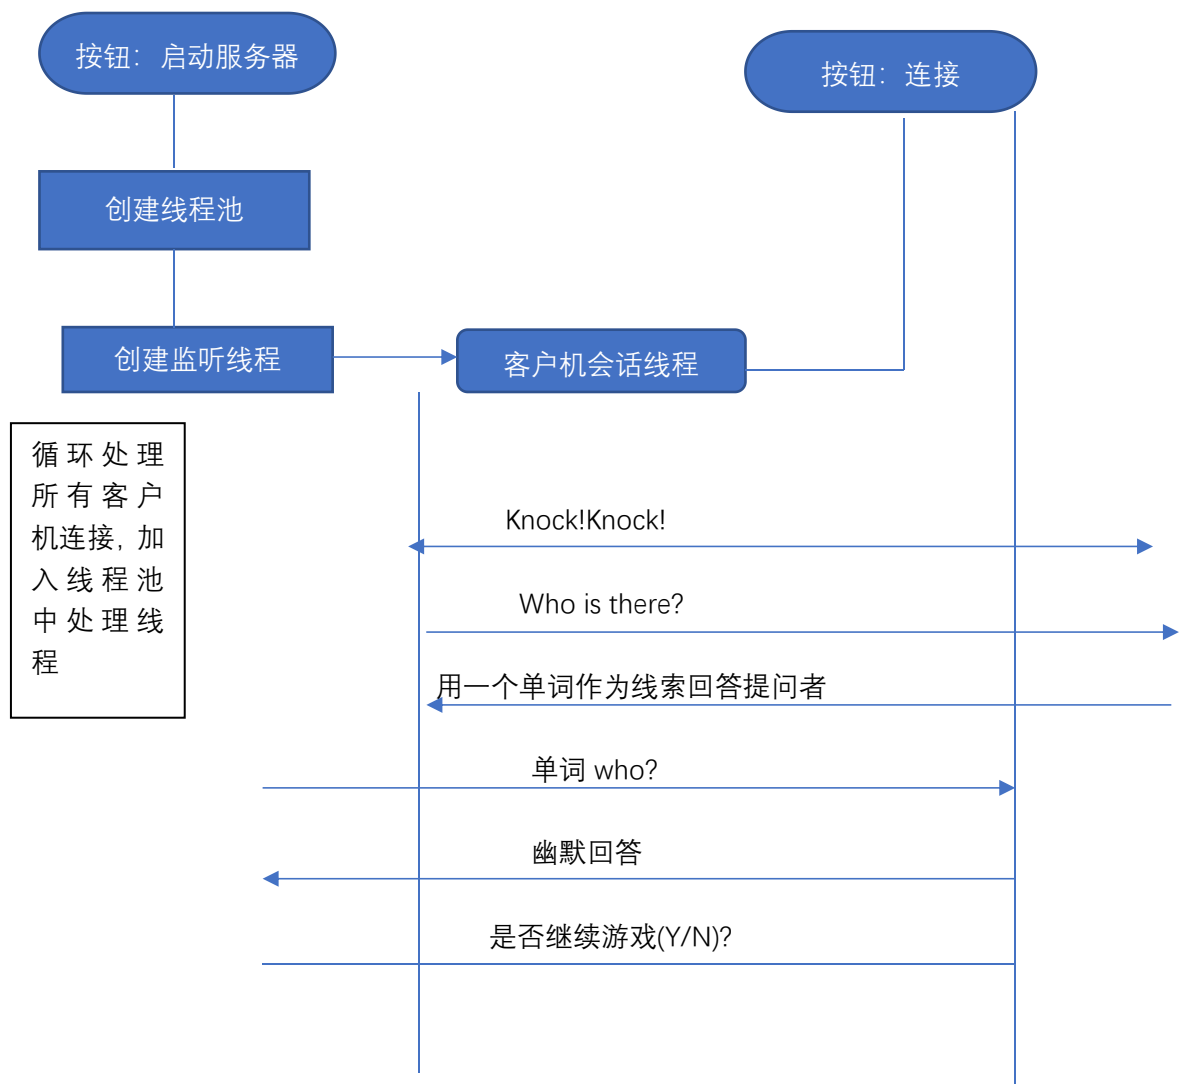 按钮：启动服务器
按钮：连接
创建线程池
创建监听线程
客户机会话线程
循环处理
所有客户
机连接，加
入线程池
中处理线
程
Knock!Knock!
Who is there?
用一个单词作为线索回答提问者
单词 who?
幽默回答
是否继续游戏(Y/N)?